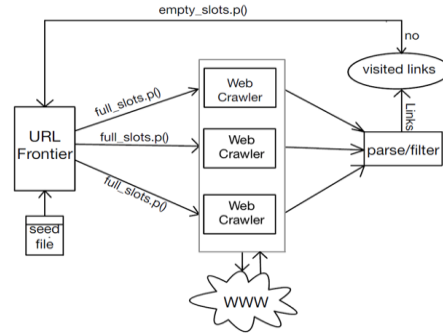 empty_slots.p()
no
visited links
Links
parse/filter
Web
Crawler
full_slots.p()
URL
Frontier
full_slots.p()
Web
Crawler
full_slots.p()
Web
Crawler
seed
file
WWW